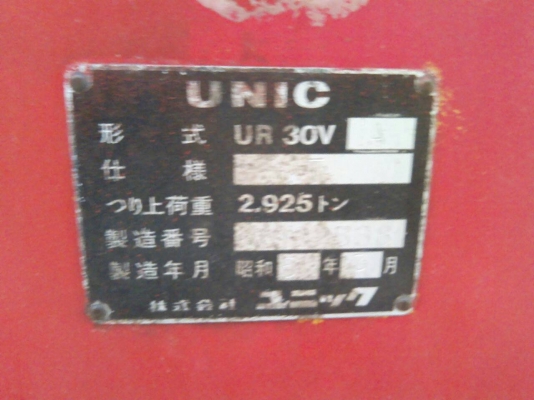 UNIC
形式 UR 30V
仕様
つり上荷重 2.925トン
製造番号
製造年月 昭和 年 月
株式会社 ユニック